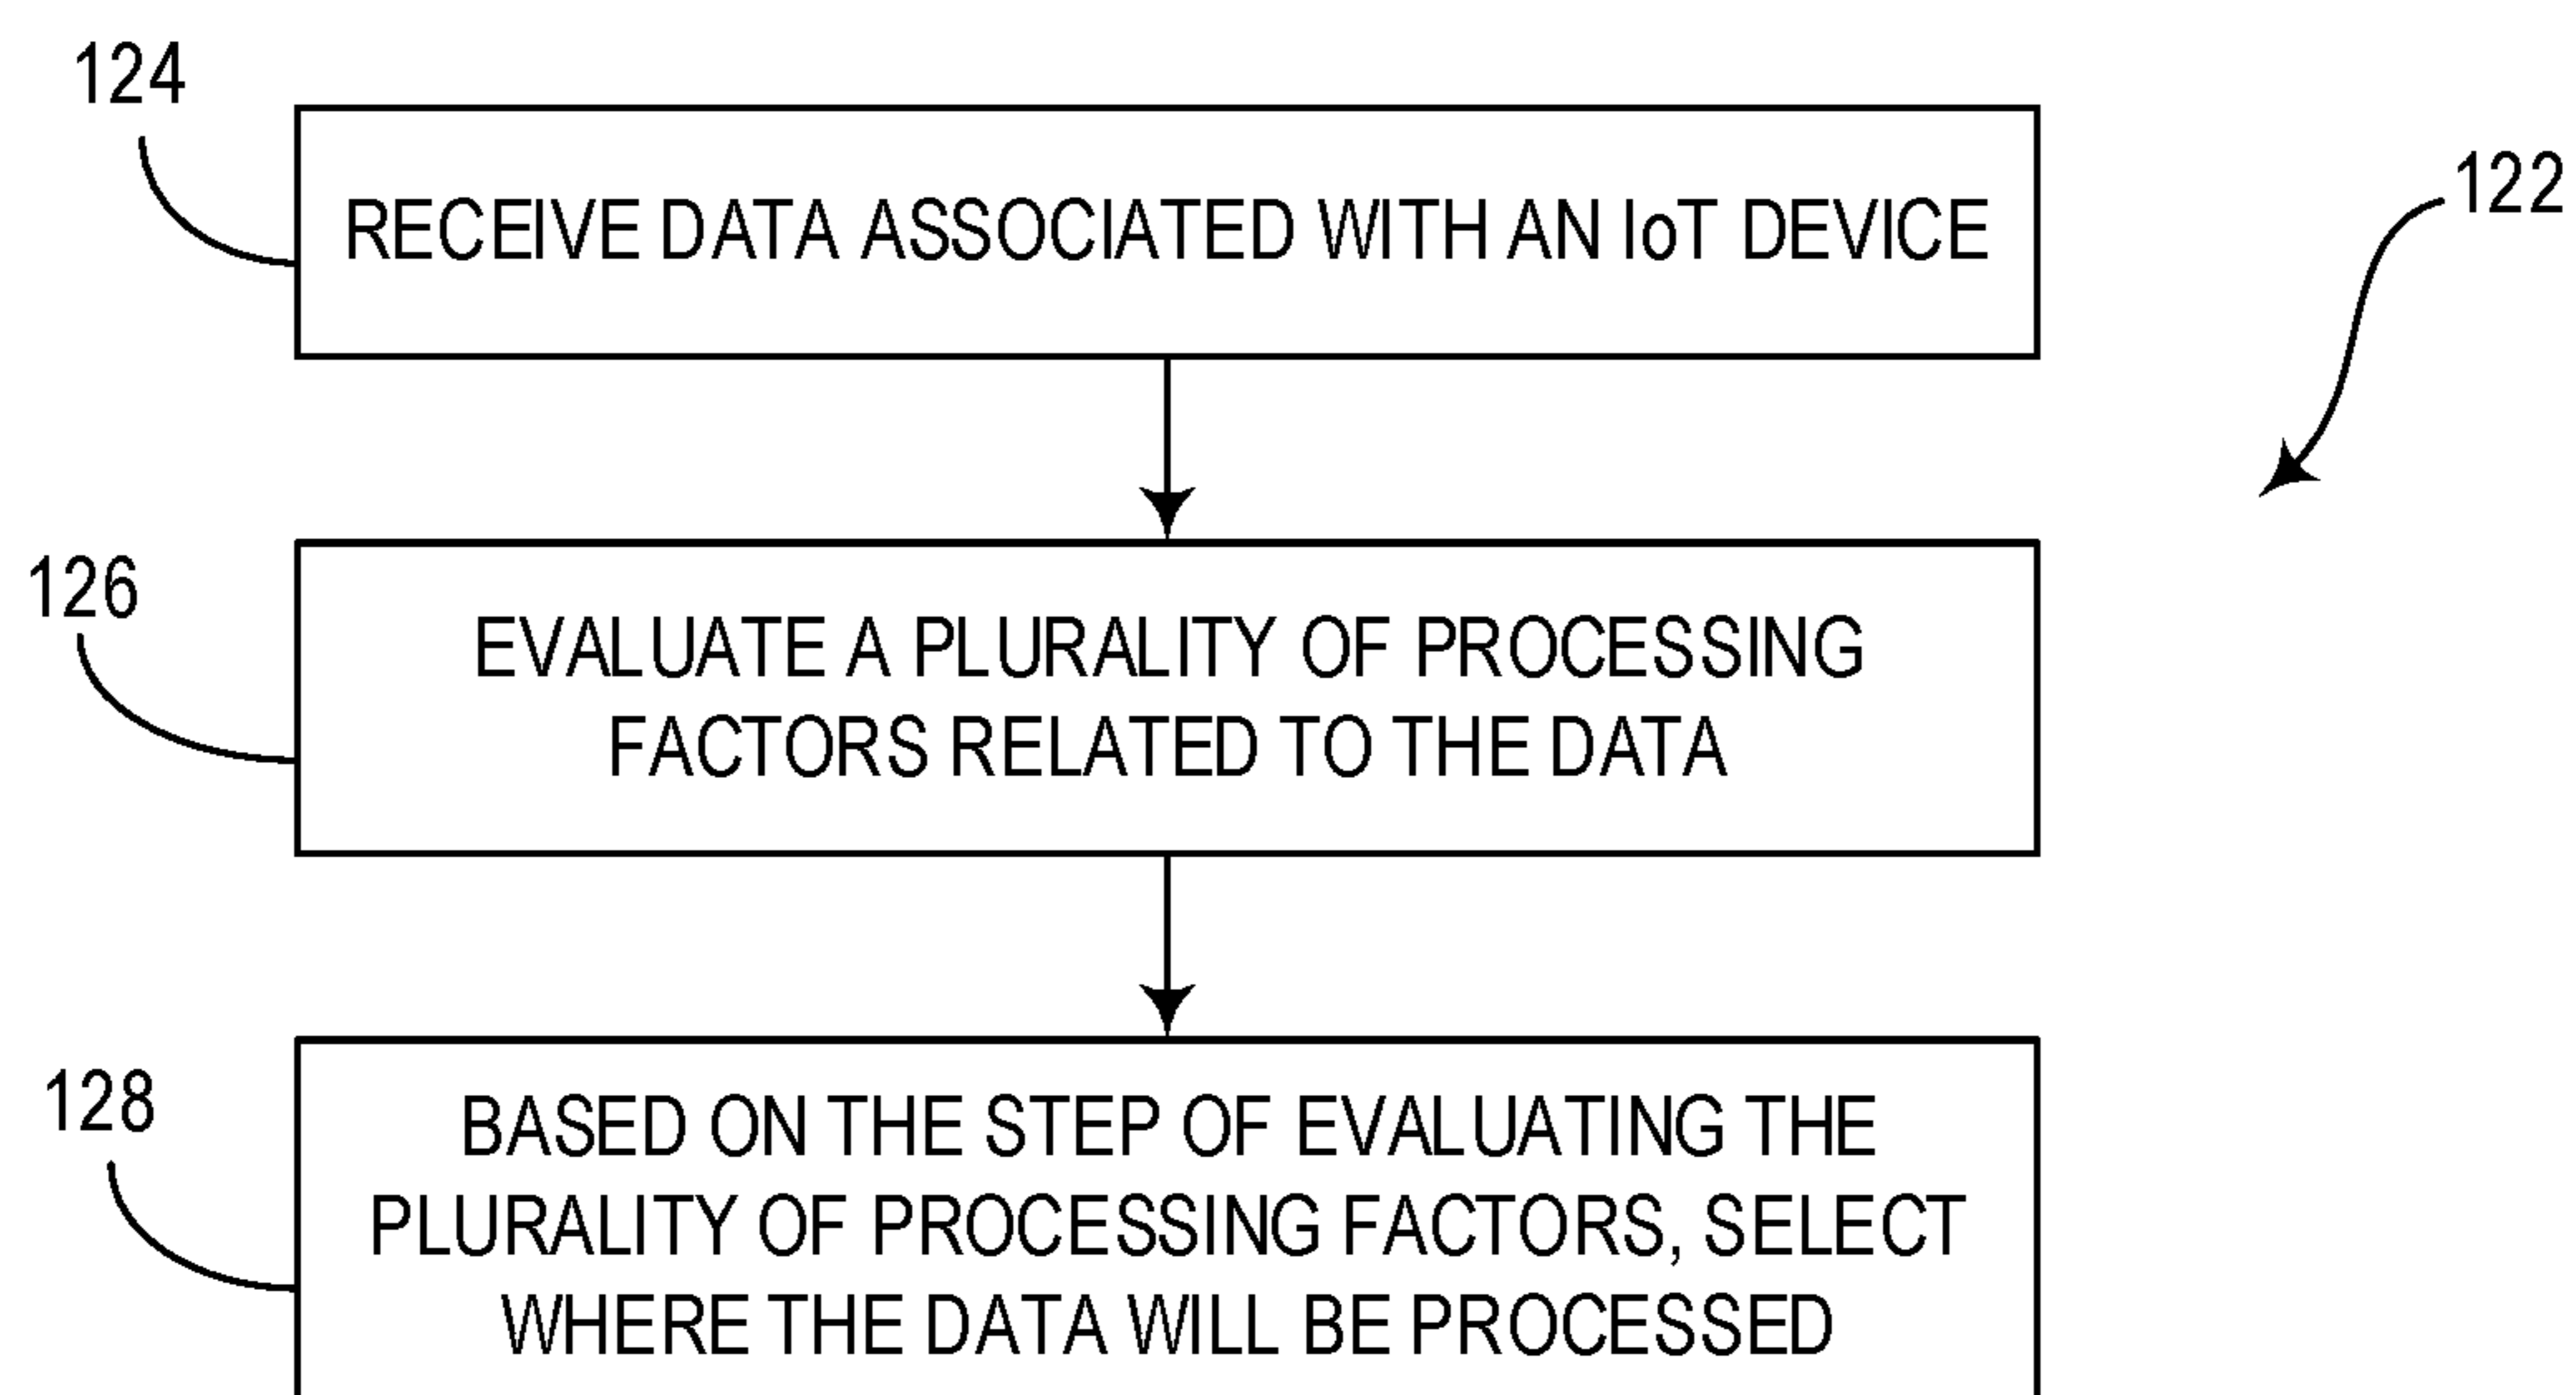 124
RECEIVE DATA ASSOCIATED WITH AN IoT DEVICE
122
126
EVALUATE A PLURALITY OF PROCESSING
FACTORS RELATED TO THE DATA
128
BASED ON THE STEP OF EVALUATING THE
PLURALITY OF PROCESSING FACTORS, SELECT
WHERE THE DATA WILL BE PROCESSED